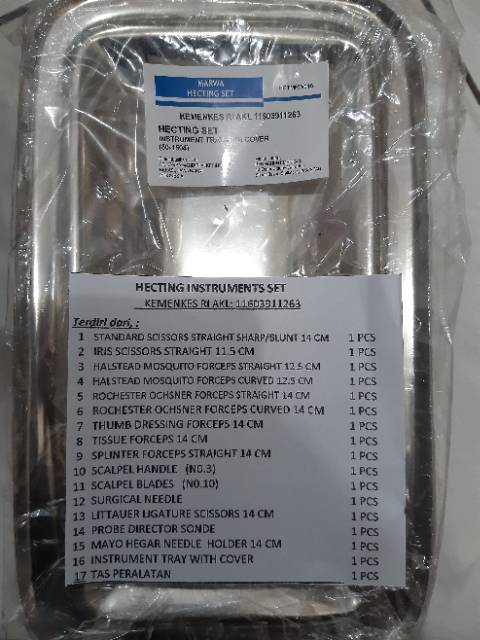 MARWA
HECTING SET
KEMENKES RI AKL 11603911263
HECTING SET
INSTRUMENT TRAY COVER
HECTING INSTRUMENTS SET
KEMENKES RI AKL: 11603911263
Terdiri dari, :
1 STANDARD SCISSORS STRAIGHT SHARP/BLUNT 14 CM 1 PCS
2 IRIS SCISSORS STRAIGHT 11.5 CM 1 PCS
3 HALSTEAD MOSQUITO FORCEPS STRAIGHT 12.5 CM 1 PCS
4 HALSTEAD MOSQUITO FORCEPS CURVED 12.5 CM 1 PCS
5 ROCHESTER OCHSNER FORCEPS STRAIGHT 14 CM 1 PCS
6 ROCHESTER OCHSNER FORCEPS CURVED 14 CM 1 PCS
7 THUMB DRESSING FORCEPS 14 CM 1 PCS
8 TISSUE FORCEPS 14 CM 1 PCS
9 SPLINTER FORCEPS STRAIGHT 14 CM 1 PCS
10 SCALPEL HANDLE (NO.3) 1 PCS
11 SCALPEL BLADES (NO.10) 1 PCS
12 SURGICAL NEEDLE 1 PCS
13 LITTAUER LIGATURE SCISSORS 14 CM 1 PCS
14 PROBE DIRECTOR SONDE 1 PCS
15 MAYO HEGAR NEEDLE HOLDER 14 CM 1 PCS
16 INSTRUMENT TRAY WITH COVER 1 PCS
17 TAS PERALATAN 1 PCS